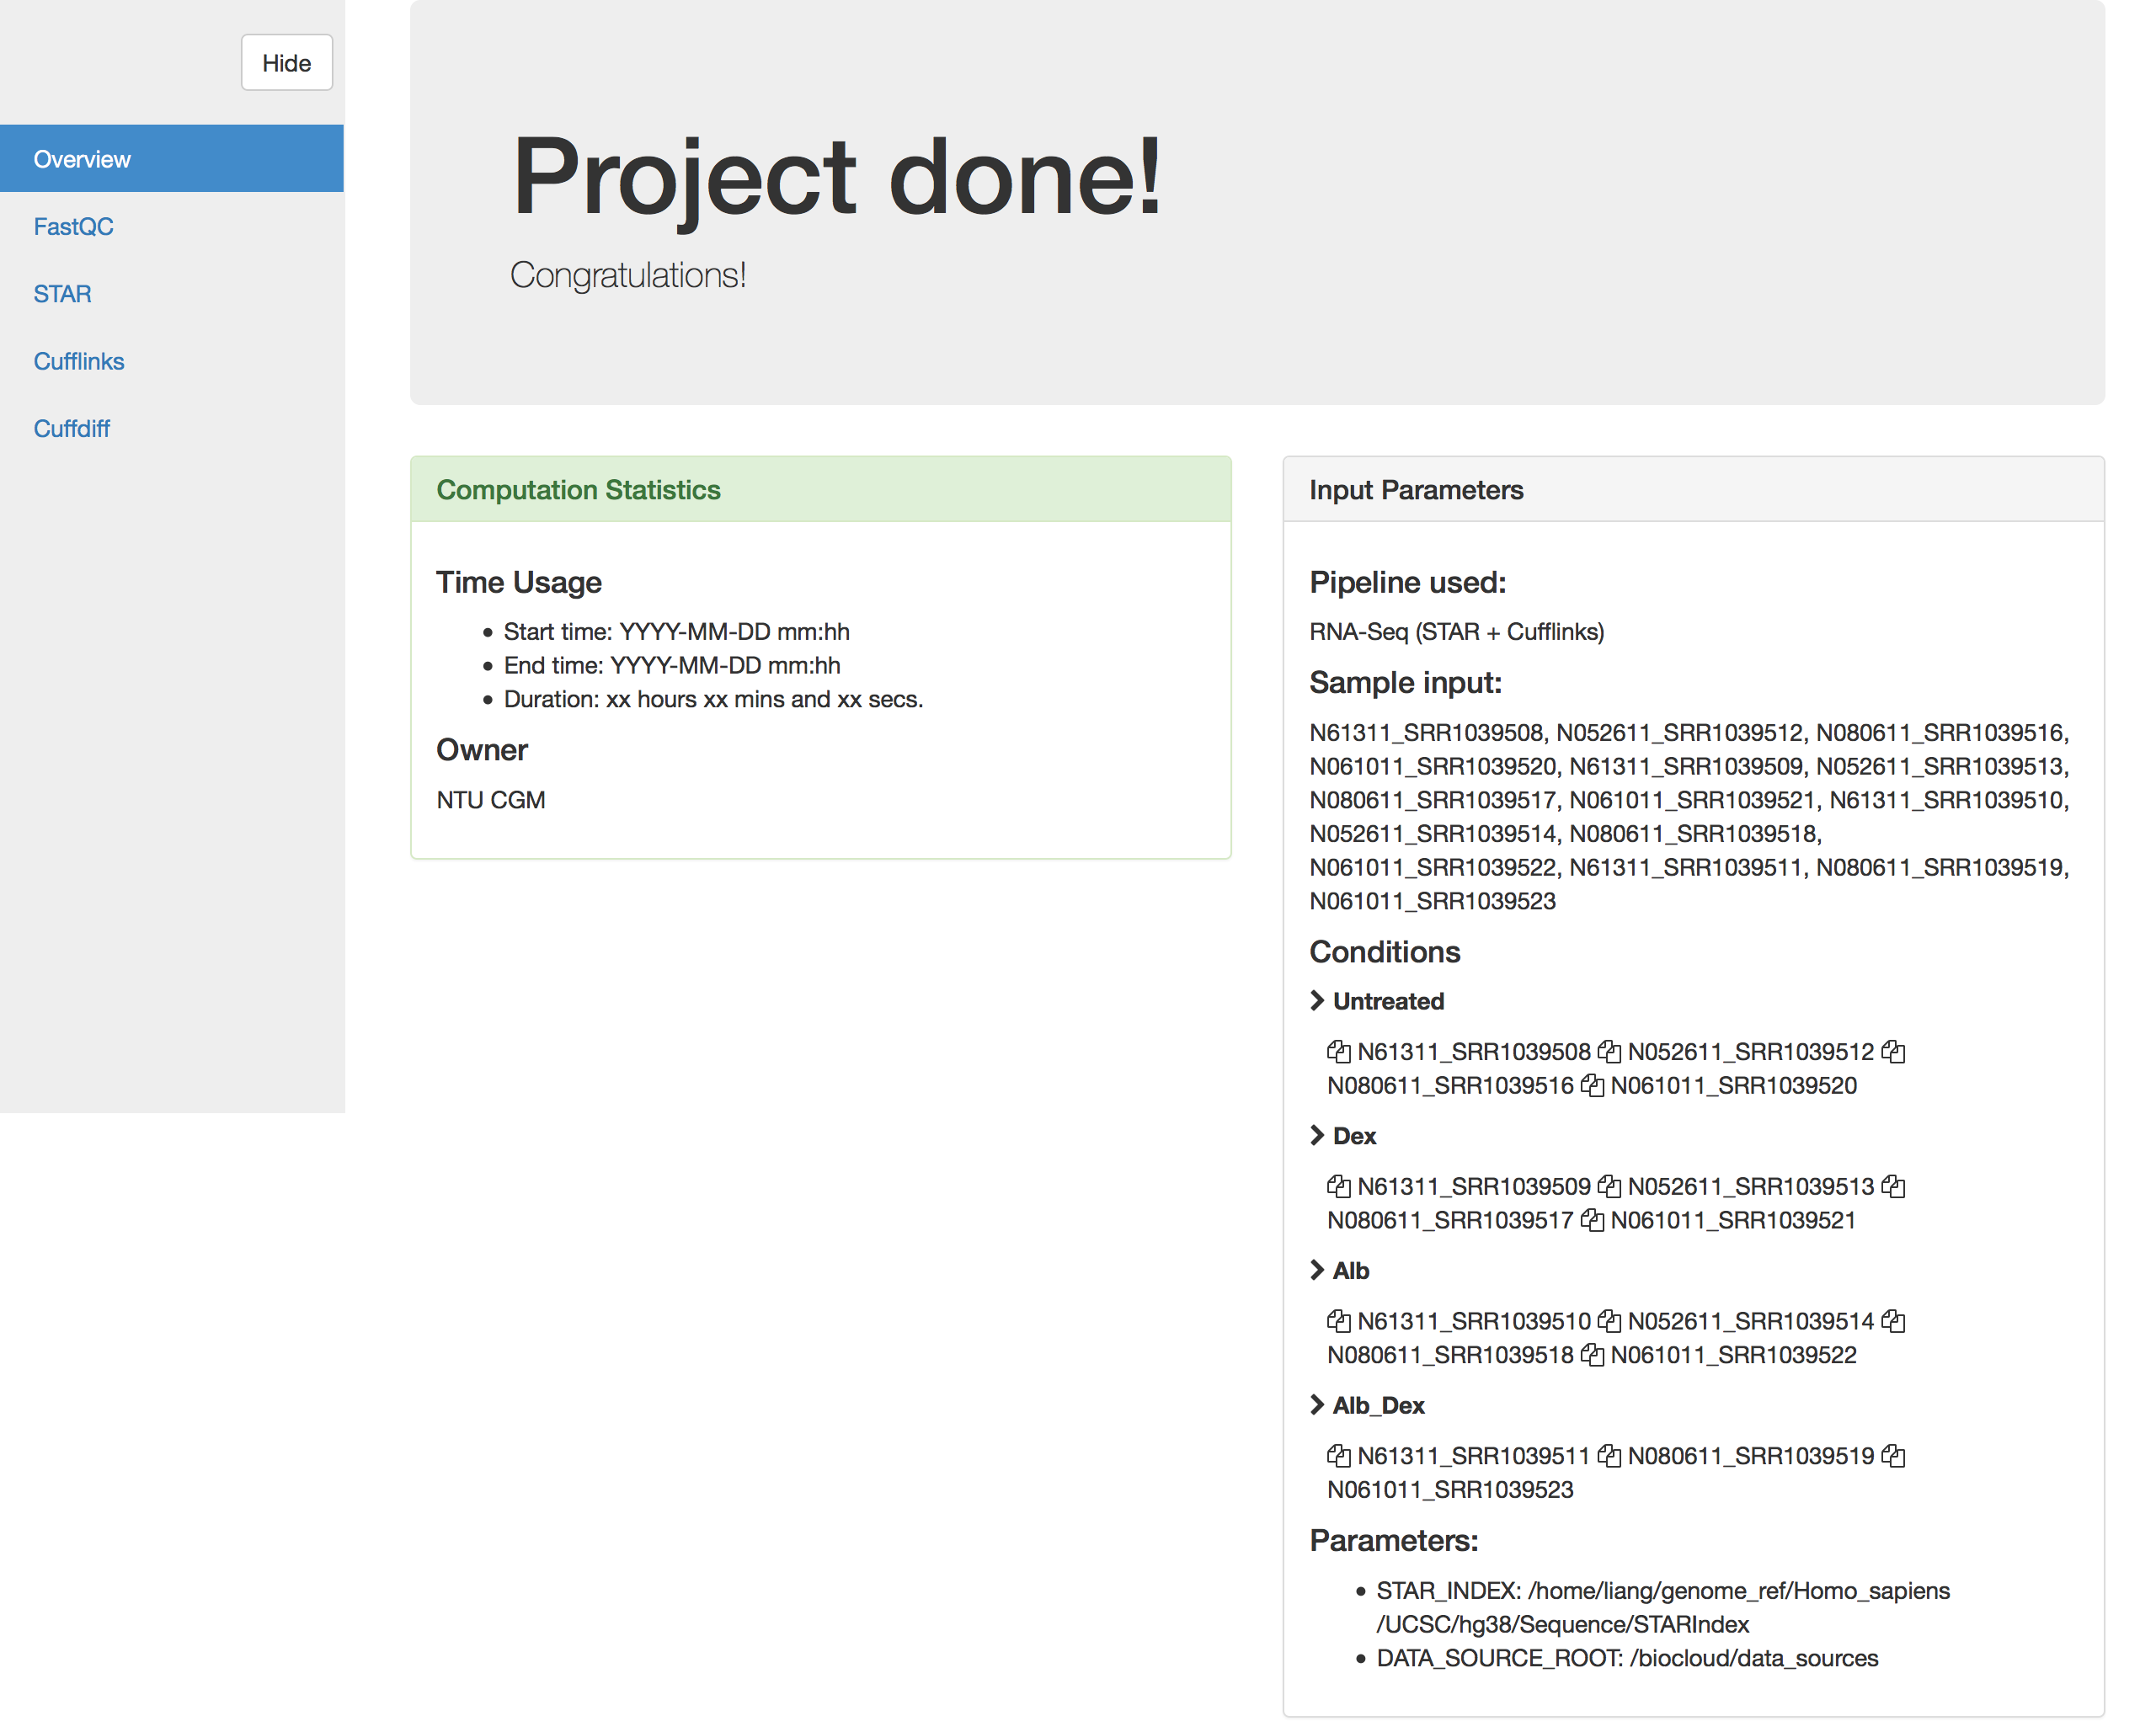 Hide
Overview
FastQC
STAR
Cufflinks
Cuffdiff
Project done!
Congratulations!
Computation Statistics
Time Usage
Start time: YYYY-MM-DD mm:hh
End time: YYYY-MM-DD mm:hh
Duration: xx hours xx mins and xx secs.
Owner
NTU CGM
Input Parameters
Pipeline used:
RNA-Seq (STAR + Cufflinks)
Sample input:
N61311_SRR1039508, N052611_SRR1039512, N080611_SRR1039516,
N061011_SRR1039520, N61311_SRR1039509, N052611_SRR1039513,
N080611_SRR1039517, N061011_SRR1039521, N61311_SRR1039510,
N052611_SRR1039514, N080611_SRR1039518,
N061011_SRR1039522, N61311_SRR1039511, N080611_SRR1039519,
N061011_SRR1039523
Conditions
Untreated
N61311_SRR1039508 N052611_SRR1039512
N080611_SRR1039516 N061011_SRR1039520
Dex
N61311_SRR1039509 N052611_SRR1039513
N080611_SRR1039517 N061011_SRR1039521
Alb
N61311_SRR1039510 N052611_SRR1039514
N080611_SRR1039518 N061011_SRR1039522
Alb_Dex
N61311_SRR1039511 N080611_SRR1039519
N061011_SRR1039523
Parameters:
STAR_INDEX: /home/liang/genome_ref/Homo_sapiens
/UCSC/hg38/Sequence/STARIndex
DATA_SOURCE_ROOT: /biocloud/data_sources